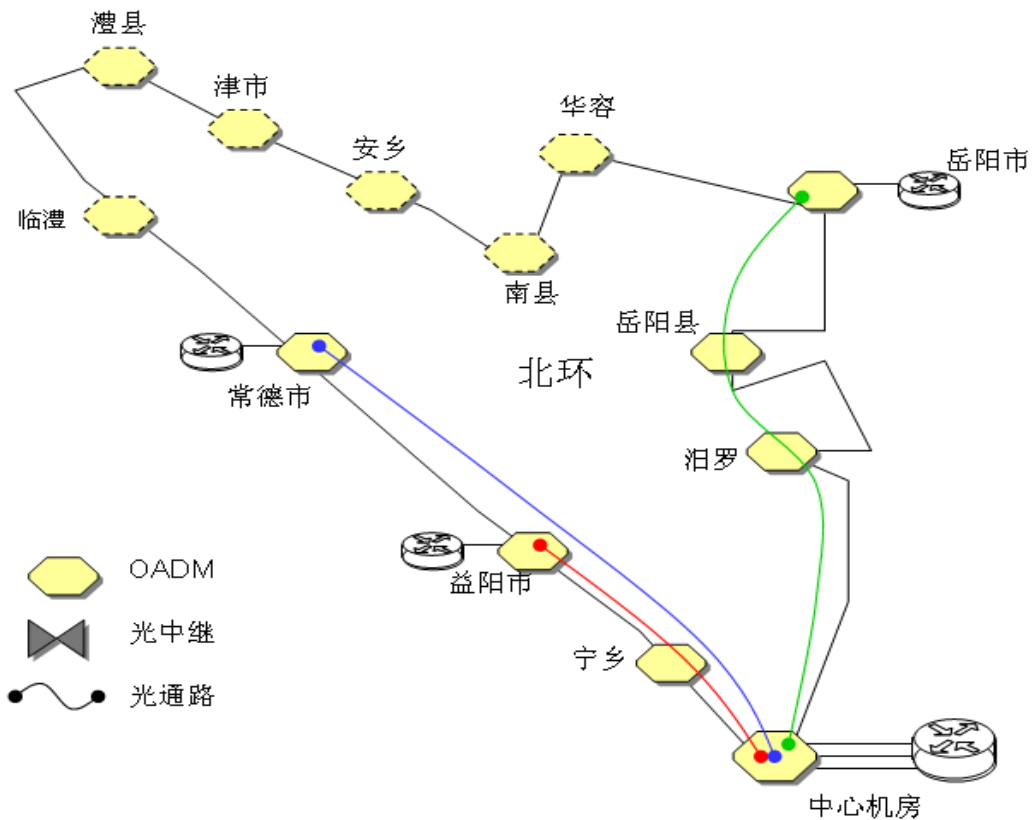 澧县
津市
华容
安乡
岳阳市
临澧
南县
岳阳县
北环
常德市
汨罗
OADM
益阳市
光中继
宁乡
光通路
中心机房